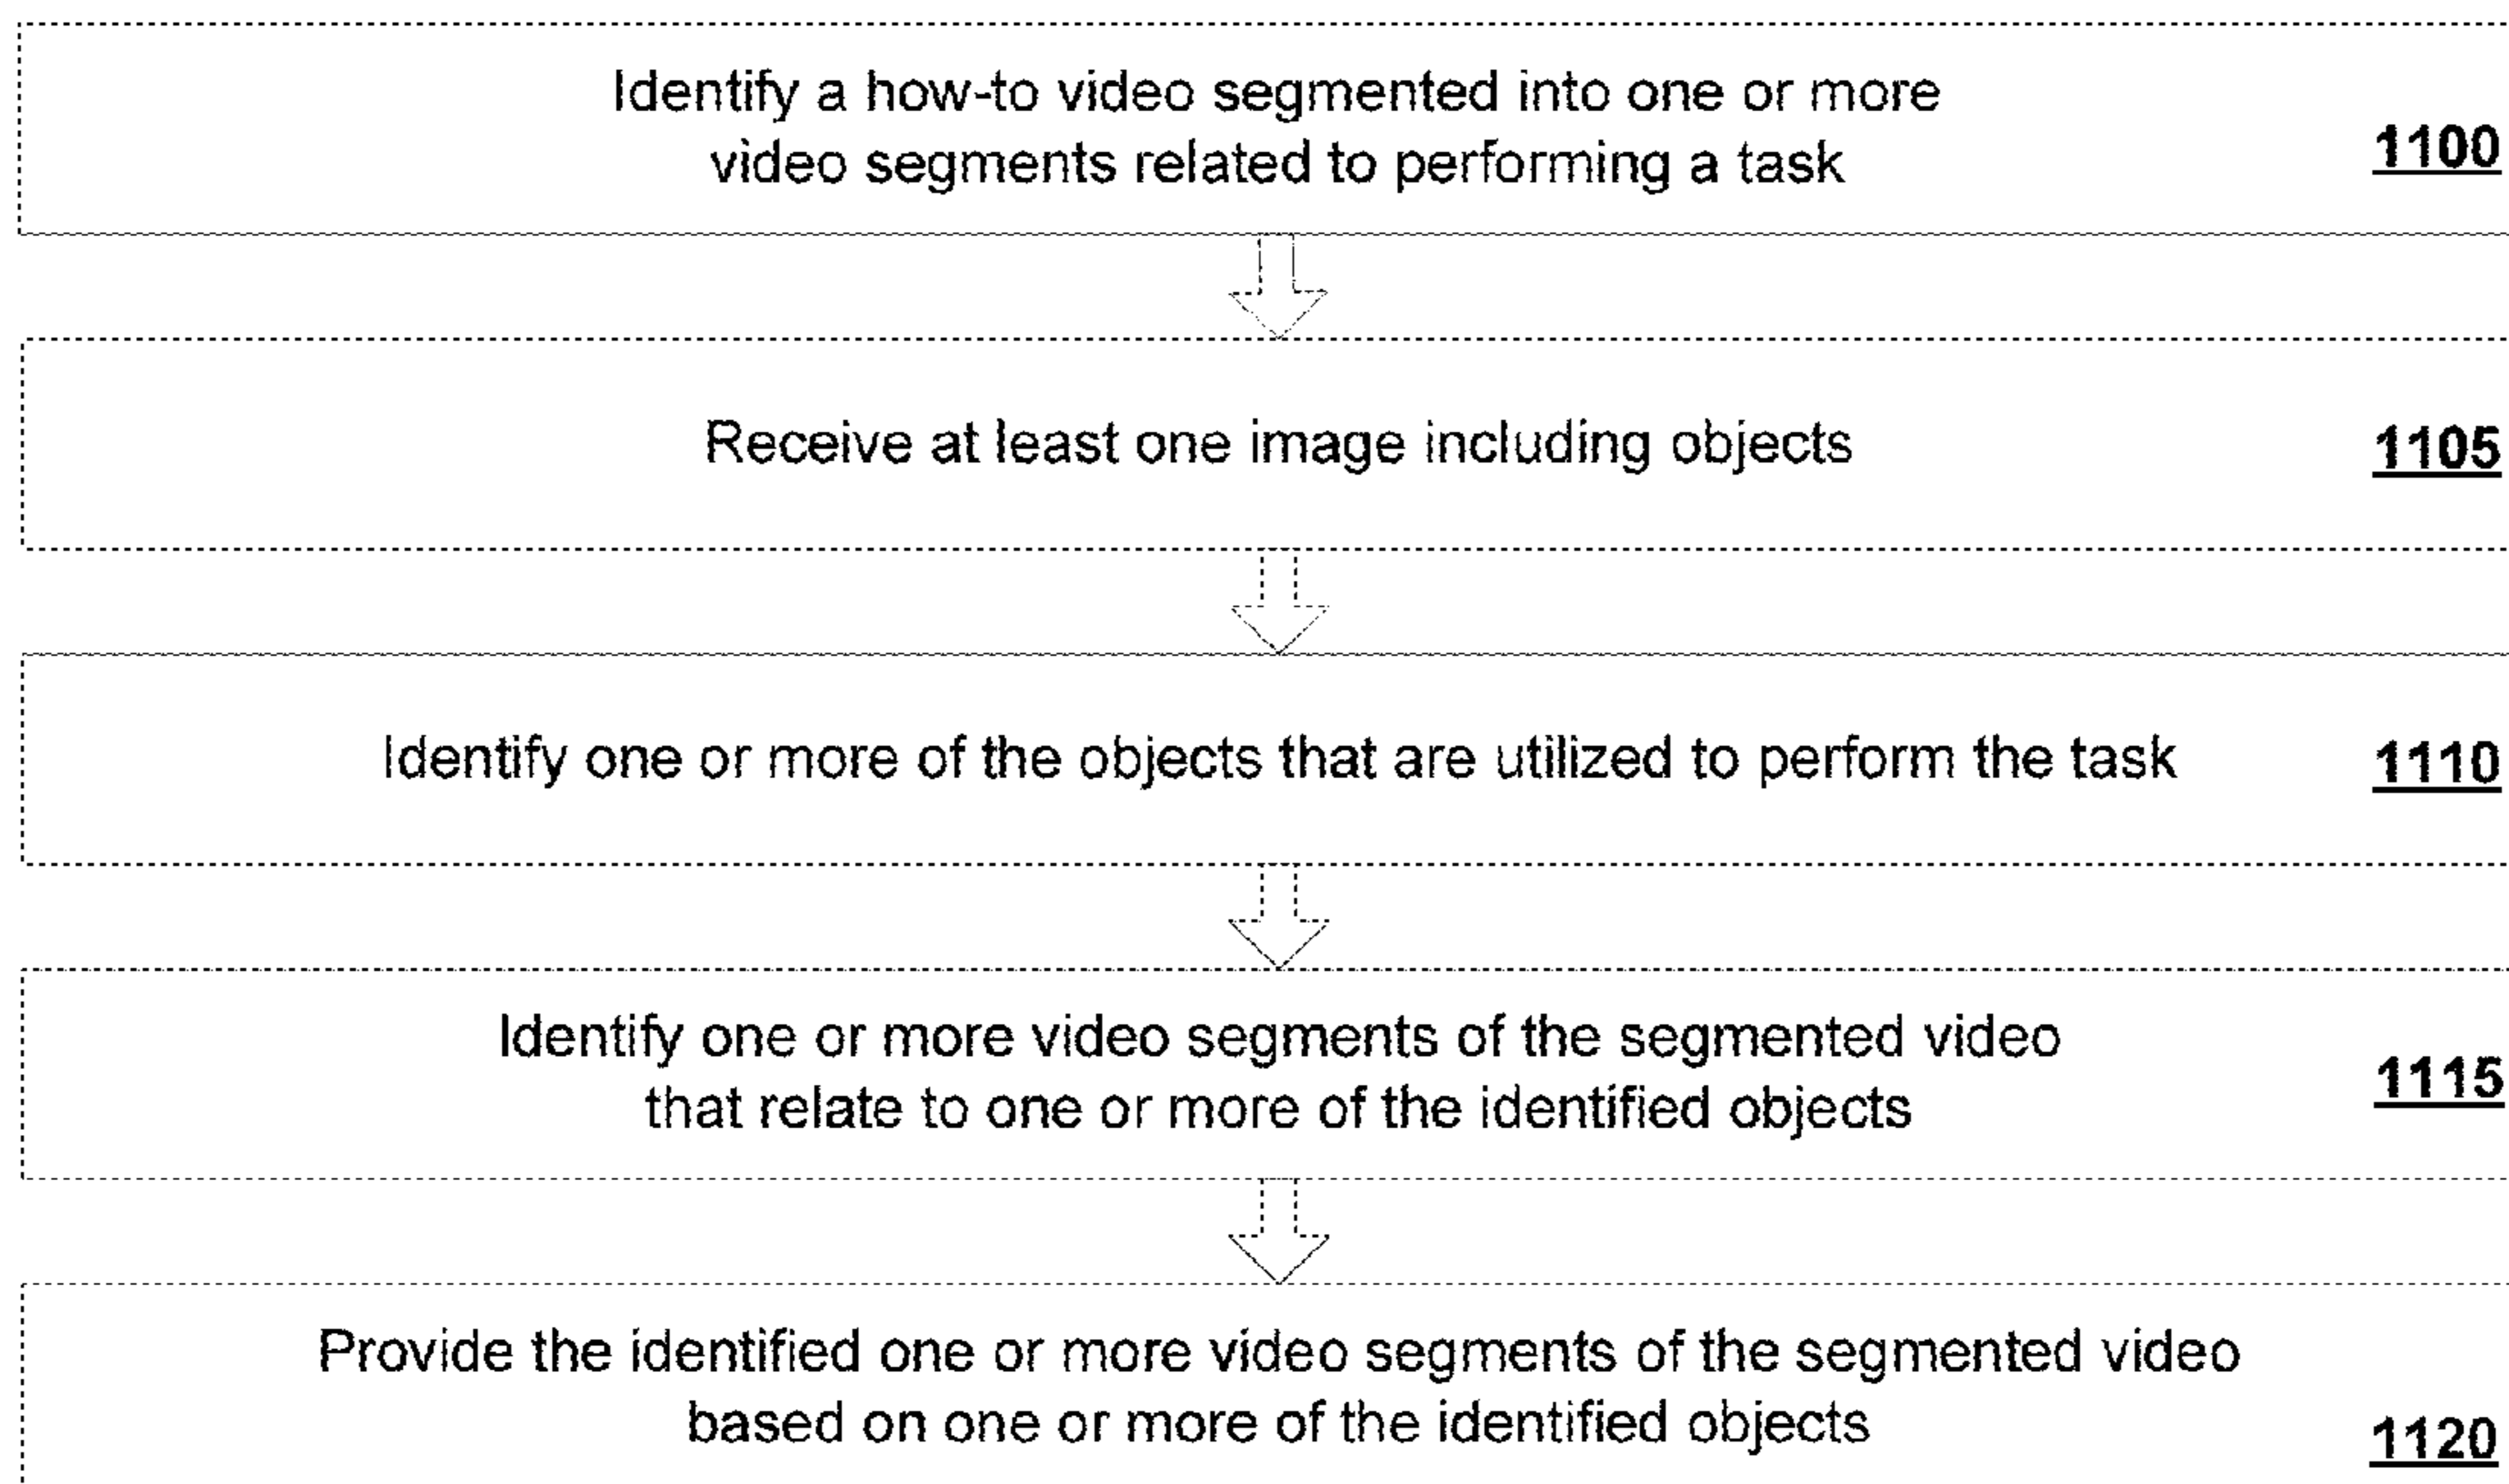 Identify a how-to video segmented into one or more
video segments related to performing a task
1100
Receive at least one image including objects
1105
Identify one or more of the objects that are utilized to perform the task
1110
Identify one or more video segments of the segmented video
that relate to one or more of the identified objects
1115
Provide the identified one or more video segments of the segmented video
based on one or more of the identified objects
1120